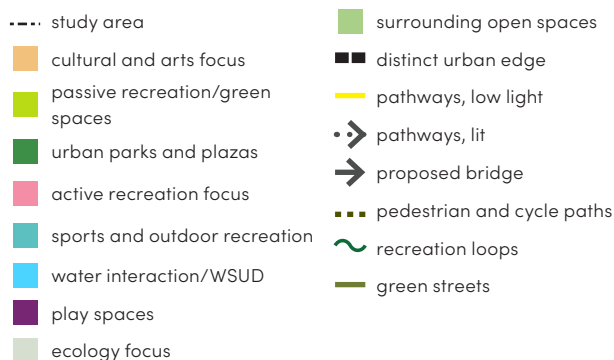 study area
cultural and arts focus
passive recreation/green
spaces
urban parks and plazas
active recreation focus
sports and outdoor recreation
water interaction/WSUD
play spaces
ecology focus
surrounding open spaces
distinct urban edge
pathways, low light
pathways, lit
proposed bridge
pedestrian and cycle paths
recreation loops
green streets